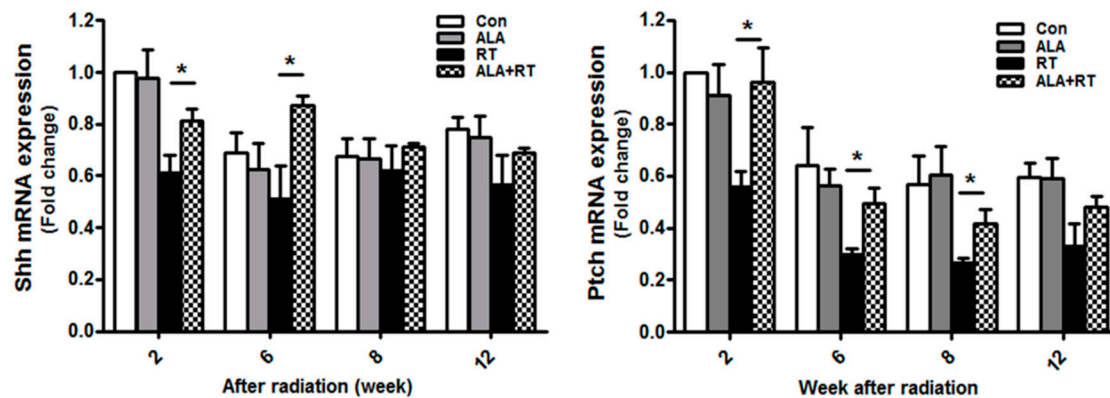 Shh mRNA expression
(Fold change)
1.2
1.0
0.8
0.6
0.4
0.2
0.0
Con
ALA
RT
ALA+RT
*
*
2
6
8
12
After radiation (week)
Ptch mRNA expression
(Fold change)
1.2
1.0
0.8
0.6
0.4
0.2
0.0
Con
ALA
RT
ALA+RT
*
*
*
2
6
8
12
Week after radiation